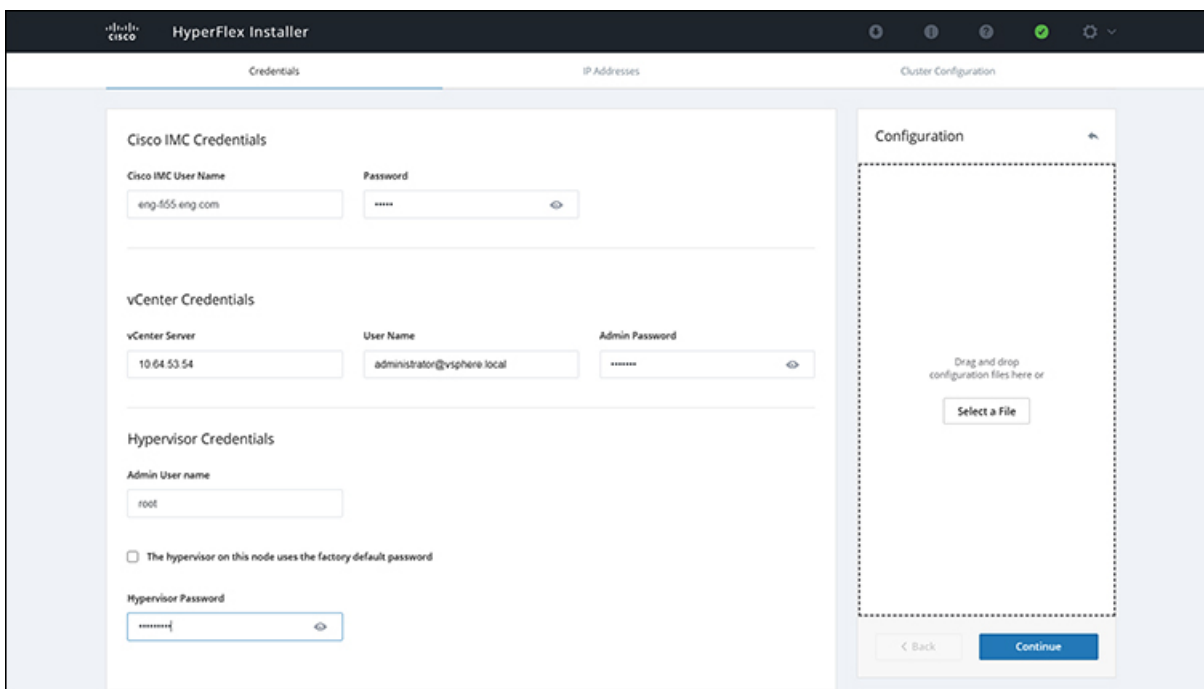 CISCO HyperFlex Installer
Credentials IP Addresses Cluster Configuration
Cisco IMC Credentials
Cisco IMC User Name Password
eng-fi55.eng.com •••••
vCenter Credentials
vCenter Server User Name Admin Password
10.64.53.54 administrator@vsphere.local •••••••
Hypervisor Credentials
Admin User name
root
The hypervisor on this node uses the factory default password
Hypervisor Password
•••••••••
Configuration
Drag and drop
configuration files here or
Select a File
< Back Continue